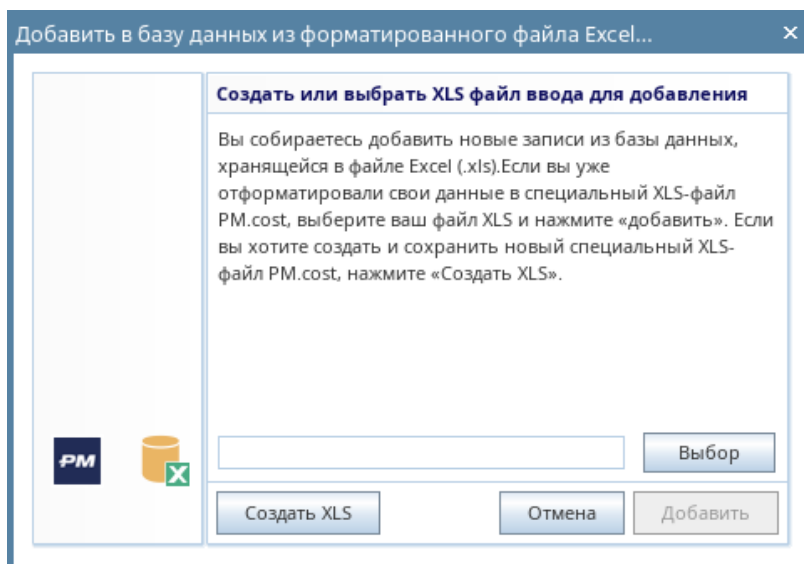 Добавить в базу данных из форматированного файла Excel...
Создать или выбрать XLS файл ввода для добавления
Вы собираетесь добавить новые записи из базы данных,
хранящейся в файле Excel (.xls).Если вы уже
отформатировали свои данные в специальный XLS-файл
PM.cost, выберите ваш файл XLS и нажмите «добавить». Если
вы хотите создать и сохранить новый специальный XLS-
файл PM.cost, нажмите «Создать XLS».
PM
X
Выбор
Создать XLS
Отмена
Добавить